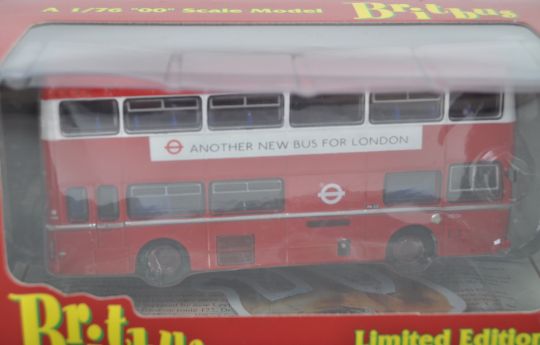 A 1/76 "00" Scale Model
Britbus
ANOTHER NEW BUS FOR LONDON
Britbus
Limited Edition